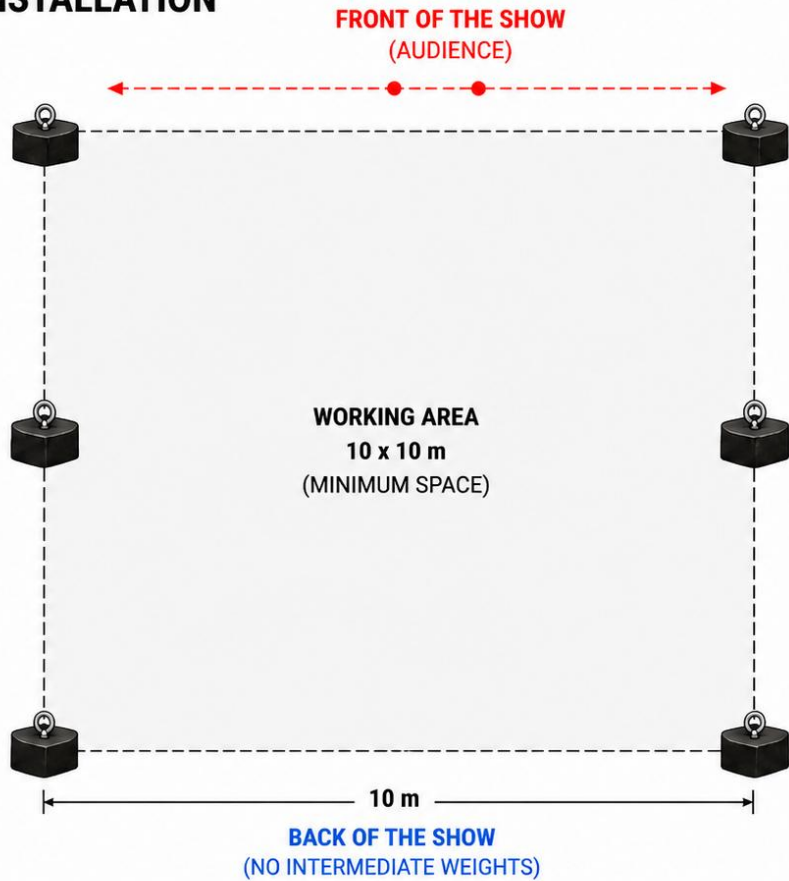 FRONT OF THE SHOW
(AUDIENCE)
WORKING AREA
10 x 10 m
(MINIMUM SPACE)
10 m
BACK OF THE SHOW
(NO INTERMEDIATE WEIGHTS)